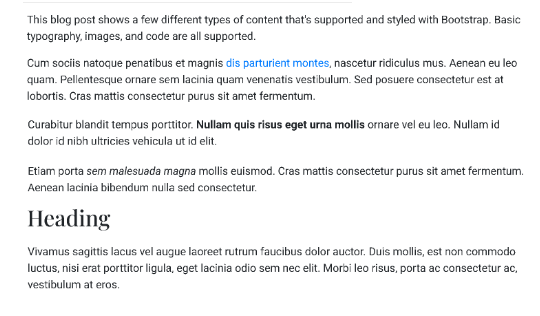 This blog post shows a few different types of content that's supported and styled with Bootstrap. Basic
typography, images, and code are all supported.
Cum sociis natoque penatibus et magnis dis parturient montes, nascetur ridiculus mus. Aenean eu leo
quam. Pellentesque ornare sem lacinia quam venenatis vestibulum. Sed posuere consectetur est at
lobortis. Cras mattis consectetur purus sit amet fermentum.
Curabitur blandit tempus porttitor. Nullam quis risus eget urna mollis ornare vel eu leo. Nullam id
dolor id nibh ultricies vehicula ut id elit.
Etiam porta sem malesuada magna mollis euismod. Cras mattis consectetur purus sit amet fermentum.
Aenean lacinia bibendum nulla sed consectetur.
Heading
Vivamus sagittis lacus vel augue laoreet rutrum faucibus dolor auctor. Duis mollis, est non commodo
luctus, nisi erat porttitor ligula, eget lacinia odio sem nec elit. Morbi leo risus, porta ac consectetur ac,
vestibulum at eros.